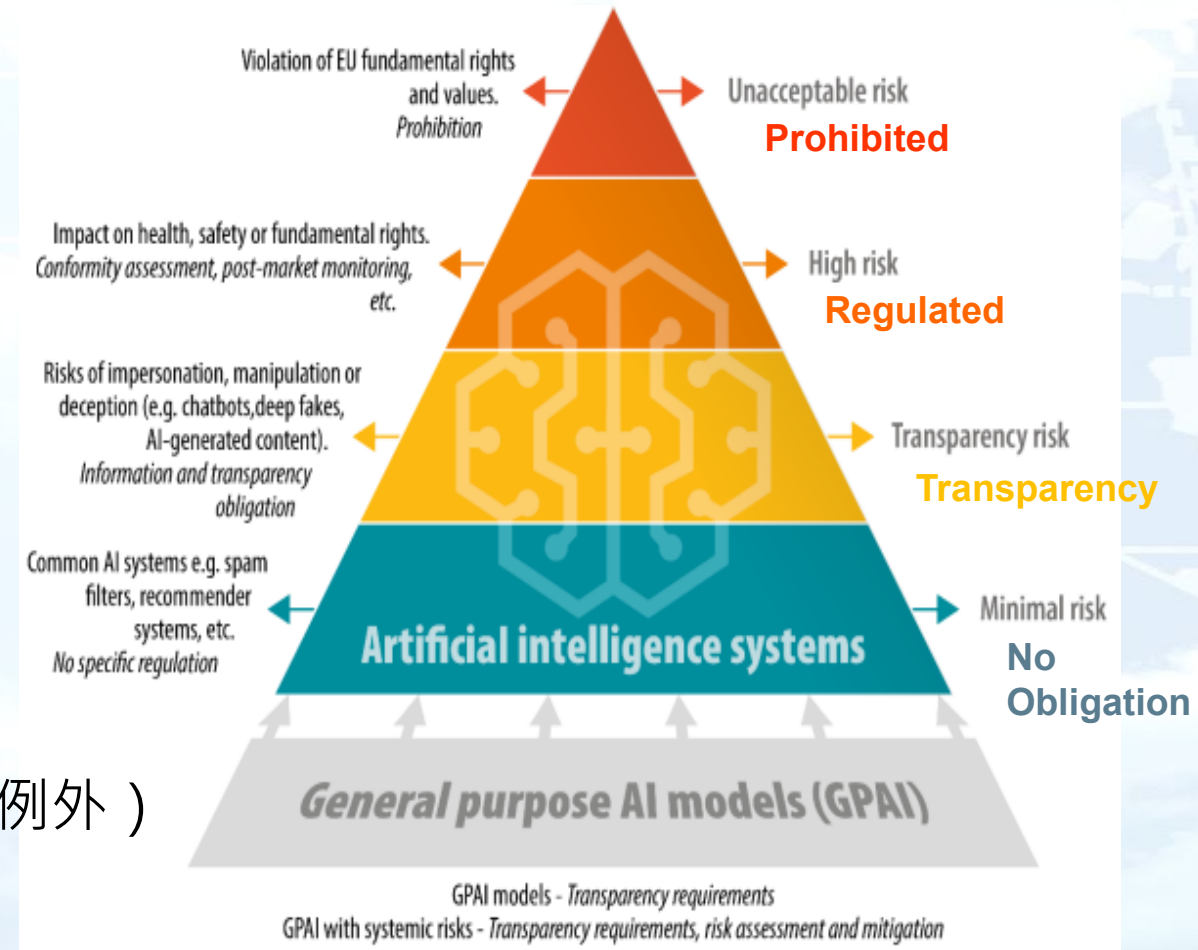 Violation of EU fundamental rights
and values.
Prohibition
Unacceptable risk
Prohibited
Impact on health, safety or fundamental rights.
Conformity assessment, post-market monitoring,
etc.
High risk
Regulated
Risks of impersonation, manipulation or
deception (e.g. chatbots,deep fakes,
AI-generated content).
Information and transparency
obligation
Transparency risk
Transparency
Common AI systems e.g. spam
filters, recommender
systems, etc.
No specific regulation
Artificial intelligence systems
Minimal risk
No
Obligation
例外）
General purpose AI models (GPAI)
GPAI models - Transparency requirements
GPAI with systemic risks - Transparency requirements, risk assessment and mitigation